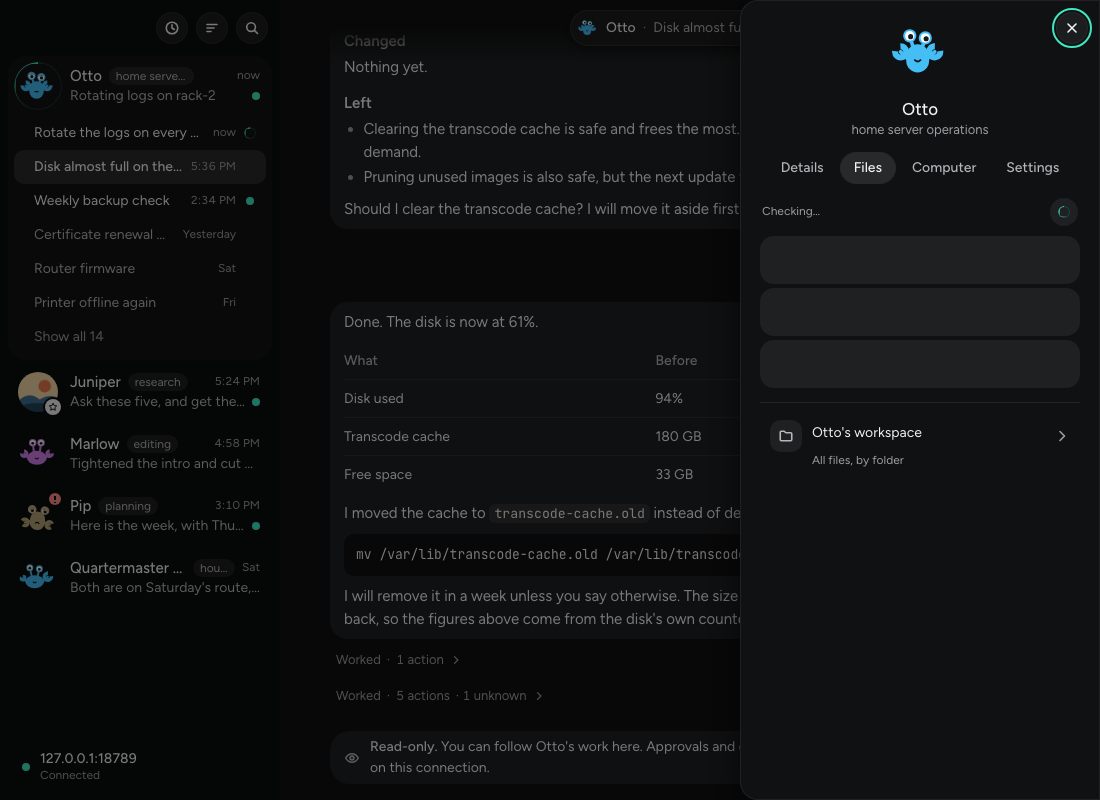 Otto
home serve...
now
Rotating logs on rack-2
Rotate the logs on every ...
now
Disk almost full on the...
5:36 PM
Weekly backup check
2:34 PM
Certificate renewal ...
Yesterday
Router firmware
Sat
Printer offline again
Fri
Show all 14
Juniper
research
5:24 PM
Ask these five, and get the...
Marlow
editing
4:58 PM
Tightened the intro and cut ...
Pip
planning
3:10 PM
Here is the week, with Thu...
Quartermaster ...
hou...
Sat
Both are on Saturday's route,...
127.0.0.1:18789
Connected
Otto · Disk almost fu
Changed
Nothing yet.
Left
• Clearing the transcode cache is safe and frees the most.
demand.
• Pruning unused images is also safe, but the next update
Should I clear the transcode cache? I will move it aside first
Done. The disk is now at 61%.
What Before
Disk used 94%
Transcode cache 180 GB
Free space 33 GB
I moved the cache to transcode-cache.old instead of de
mv /var/lib/transcode-cache.old /var/lib/transcod
I will remove it in a week unless you say otherwise. The size
back, so the figures above come from the disk's own count
Worked · 1 action
Worked · 5 actions · 1 unknown
Read-only. You can follow Otto's work here. Approvals and
on this connection.
Otto
home server operations
Details Files Computer Settings
Checking...
Otto's workspace
All files, by folder